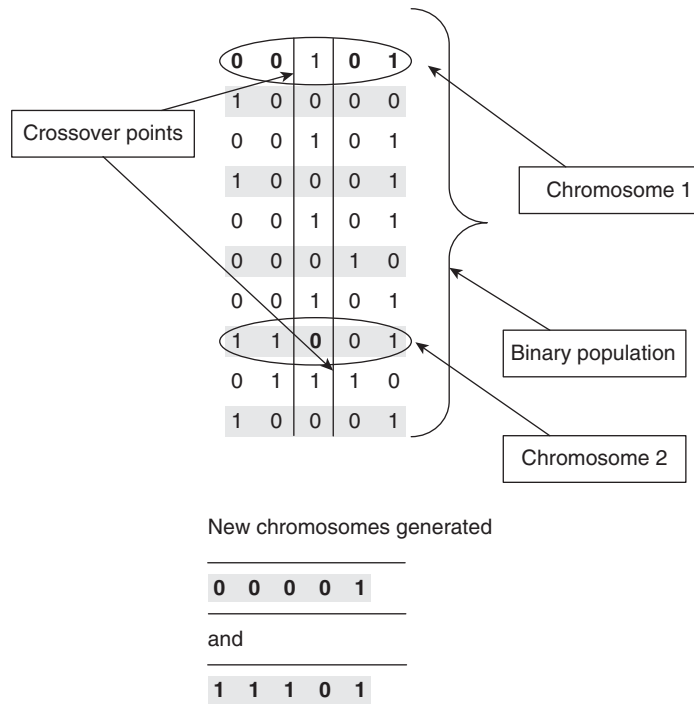 0 0 1 0 1
1 0 0 0 0
Crossover points
0 0 1 0 1
1 0 0 0 1
Chromosome 1
0 0 1 0 1
0 0 0 1 0
0 0 1 0 1
1 1 0 0 1
Binary population
0 1 1 1 0
1 0 0 0 1
Chromosome 2
New chromosomes generated
0 0 0 0 1
and
1 1 1 0 1